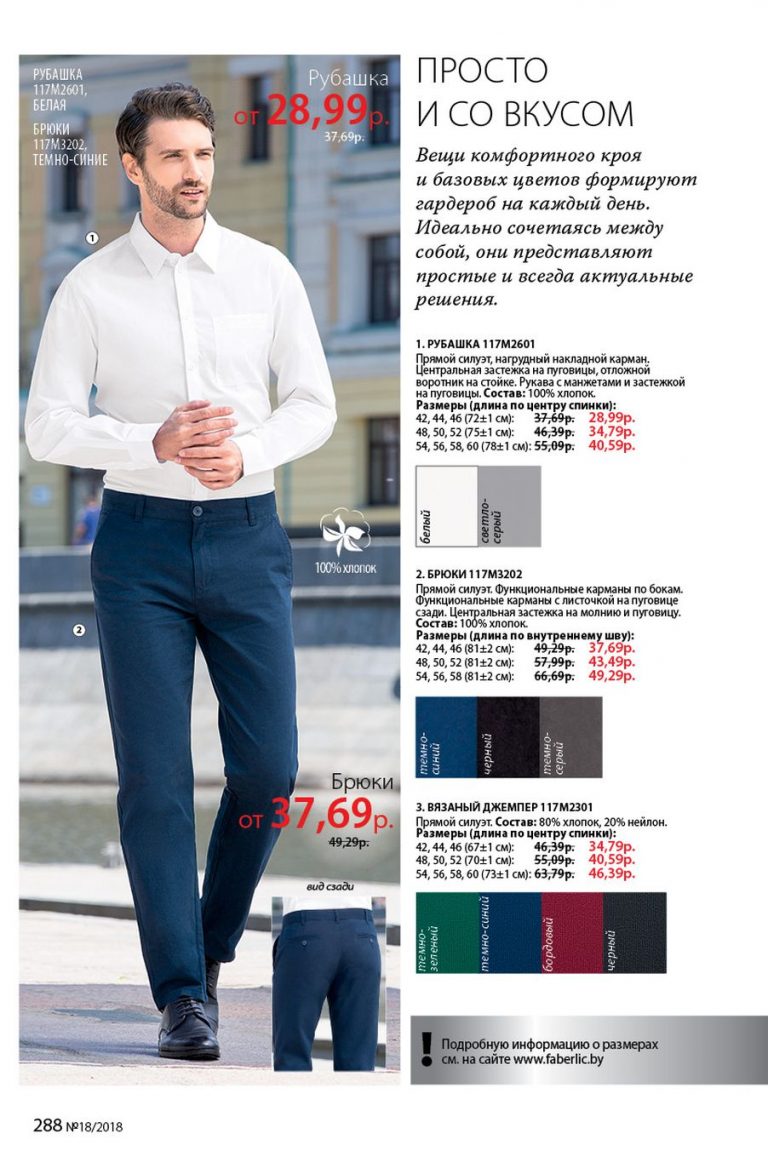 РУБАШКА
117М2601,
БЕЛАЯ
БРЮКИ
117М3202,
ТЕМНО-СИНИЕ
Рубашка
от 28,99р.
37,69р.
1
2
100% хлопок
Брюки
от 37,69р.
49,29р.
вид сзади
ПРОСТО
И СО ВКУСОМ
Вещи комфортного кроя
и базовых цветов формируют
гардероб на каждый день.
Идеально сочетаясь между
собой, они представляют
простые и всегда актуальные
решения.
1. РУБАШКА 117М2601
Прямой силуэт, нагрудный накладной карман.
Центральная застежка на пуговицы, отложной
воротник на стойке. Рукава с манжетами и застежкой
на пуговицы. Состав: 100% хлопок.
Размеры (длина по центру спинки):
42, 44, 46 (72±1 см): 37,69р. 28,99р.
48, 50, 52 (75±1 см): 46,39р. 34,79р.
54, 56, 58, 60 (78±1 см): 55,09р. 40,59р.
белый
светло-
серый
2. БРЮКИ 117М3202
Прямой силуэт. Функциональные карманы по бокам.
Функциональные карманы с листочкой на пуговице
сзади. Центральная застежка на молнию и пуговицу.
Состав: 100% хлопок.
Размеры (длина по внутреннему шву):
42, 44, 46 (81±2 см): 49,29р. 37,69р.
48, 50, 52 (81±2 см): 57,99р. 43,49р.
54, 56, 58 (81±2 см): 66,69р. 49,29р.
темно-
синий
черный
темно-
серый
3. ВЯЗАНЫЙ ДЖЕМПЕР 117М2301
Прямой силуэт. Состав: 80% хлопок, 20% нейлон.
Размеры (длина по центру спинки):
42, 44, 46 (67±1 см): 46,39р. 34,79р.
48, 50, 52 (70±1 см): 55,09р. 40,59р.
54, 56, 58, 60 (73±1 см): 63,79р. 46,39р.
темно-
зеленый
темно-синий
бордовый
черный
! Подробную информацию о размерах
см. на сайте www.faberlic.by
288 №18/2018